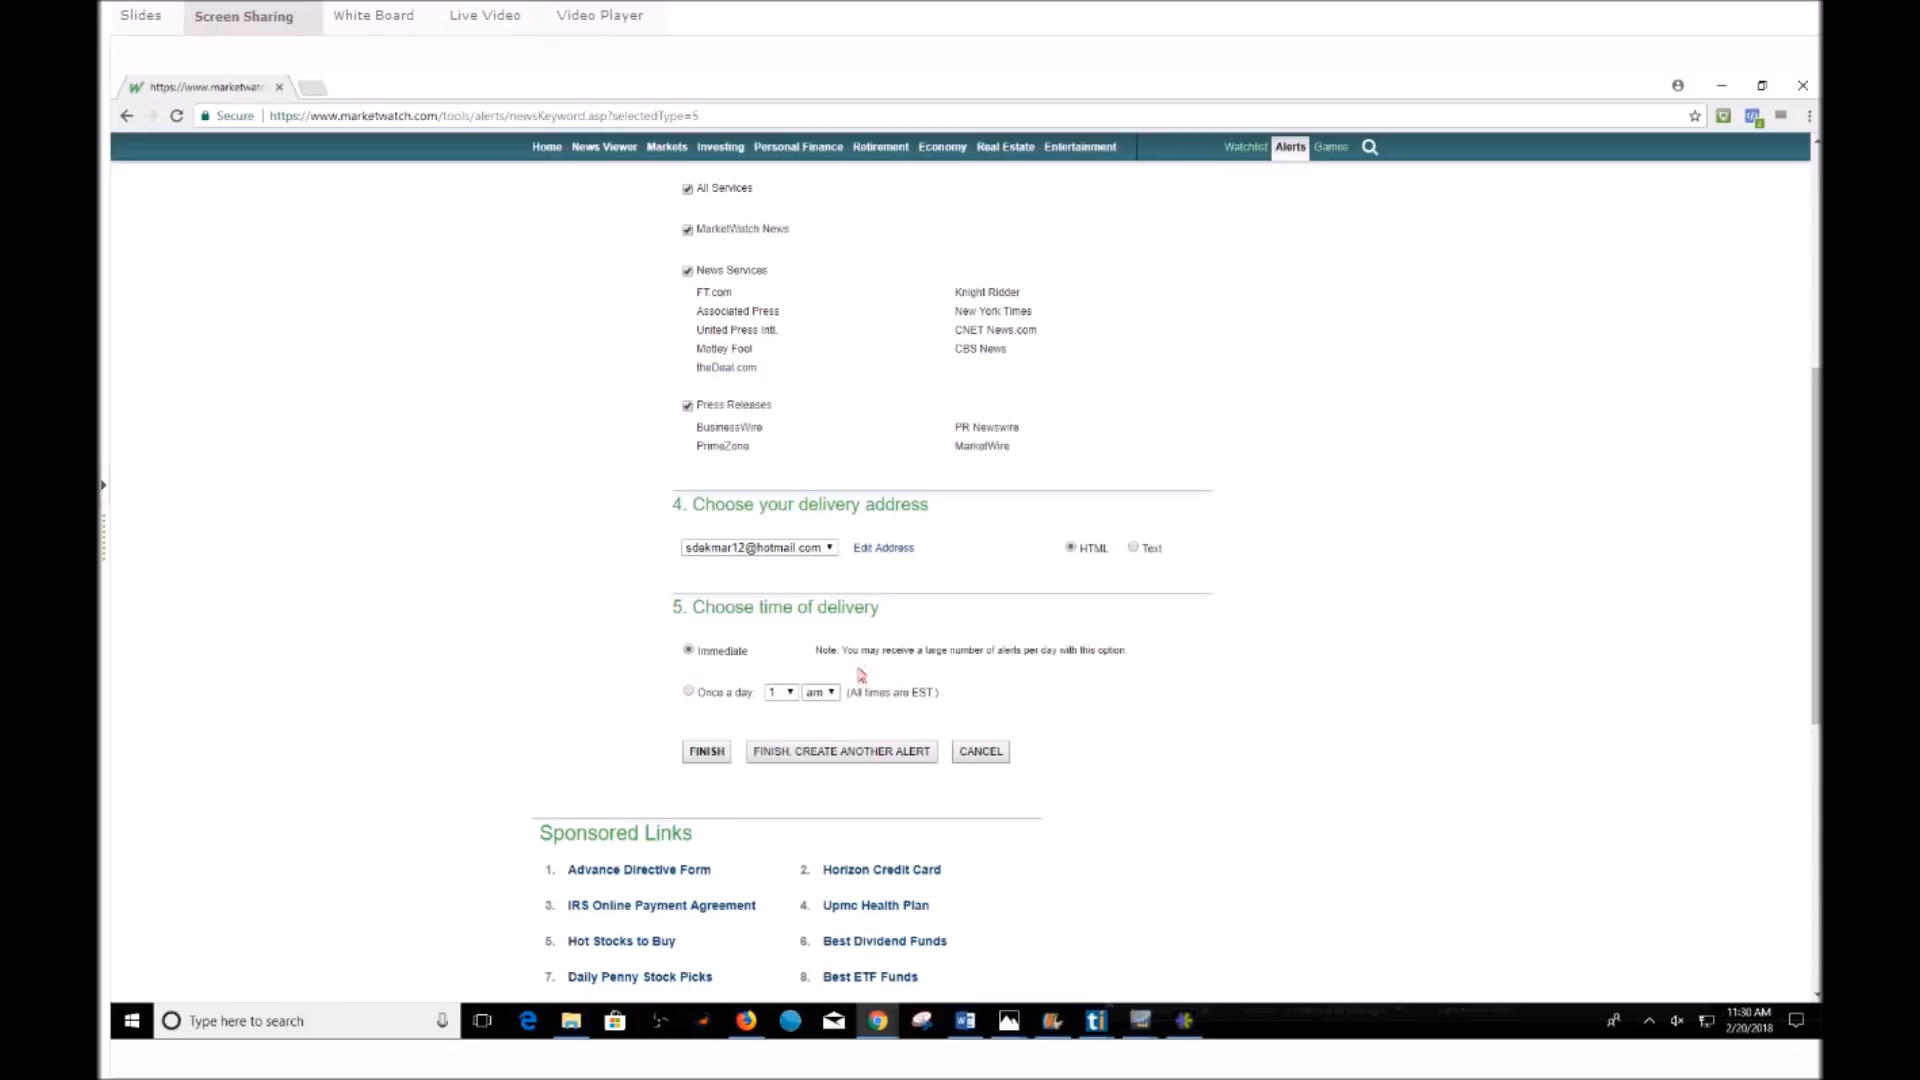 Slides Screen Sharing White Board Live Video Video Player
https://www.marketwatc
Secure https://www.marketwatch.com/tools/alerts/newsKeyword.asp?selectedType=5
Home News Viewer Markets Investing Personal Finance Retirement Economy Real Estate Entertainment Watchlist Alerts Games
All Services
MarketWatch News
News Services
FT.com Knight Ridder
Associated Press New York Times
United Press Intl. CNET News.com
Motley Fool CBS News
theDeal.com
Press Releases
BusinessWire PR Newswire
PrimeZone MarketWire
4. Choose your delivery address
sdekmar12@hotmail.com Edit Address HTML Text
5. Choose time of delivery
Immediate Note. You may receive a large number of alerts per day with this option.
Once a day: 1 am (All times are EST)
FINISH FINISH, CREATE ANOTHER ALERT CANCEL
Sponsored Links
1. Advance Directive Form 2. Horizon Credit Card
3. IRS Online Payment Agreement 4. Upmc Health Plan
5. Hot Stocks to Buy 6. Best Dividend Funds
7. Daily Penny Stock Picks 8. Best ETF Funds
Type here to search
11:30 AM
2/20/2018